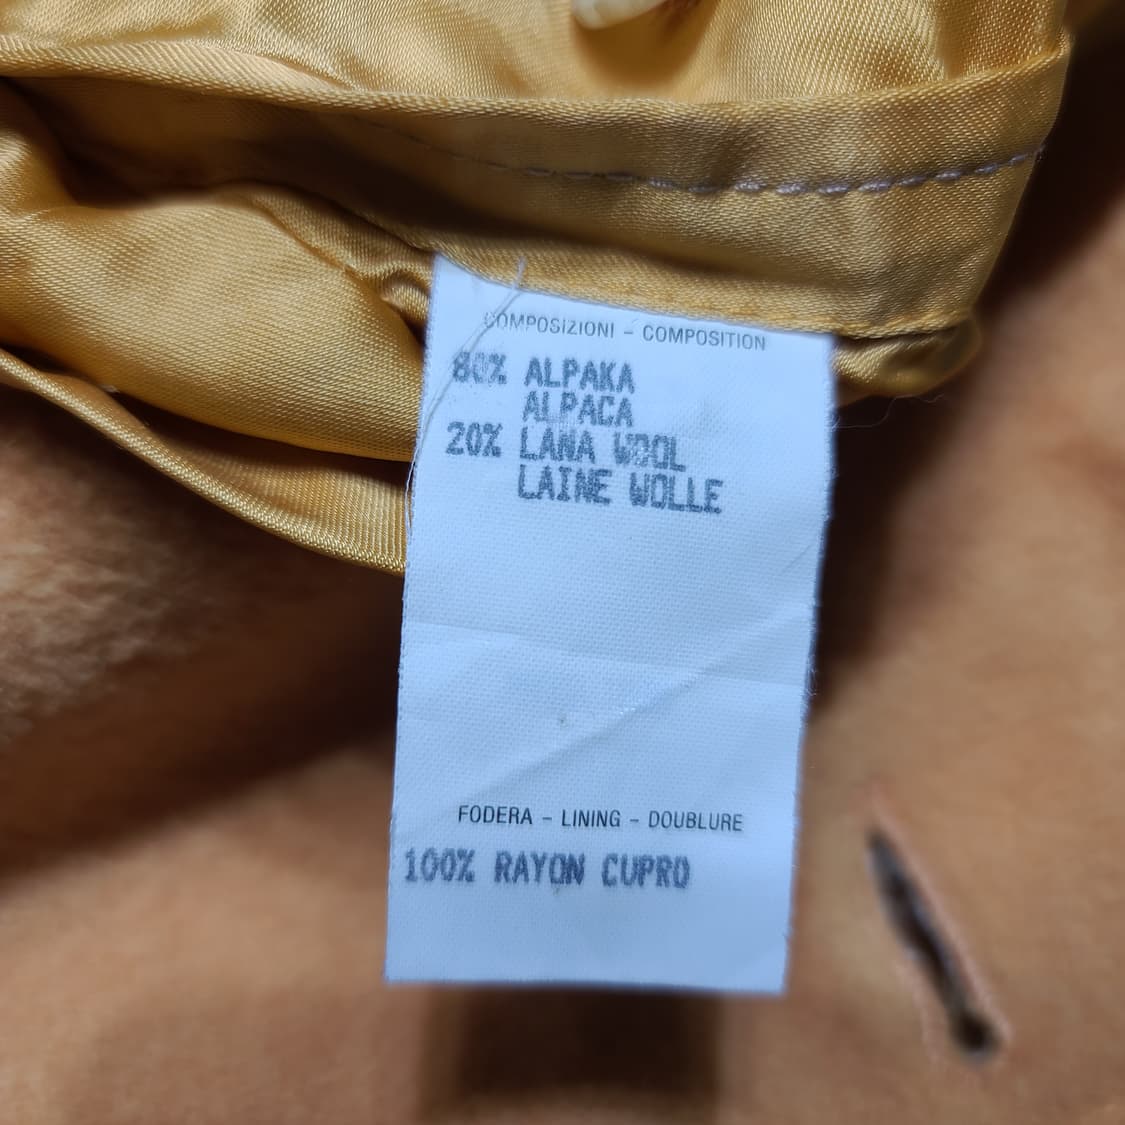 COMPOSIZIONI - COMPOSITION
80% ALPAKA
ALPACA
20% LANA WOOL
LAINE WOLLE
FODERA - LINING - DOUBLURE
100% RAYON CUPRO